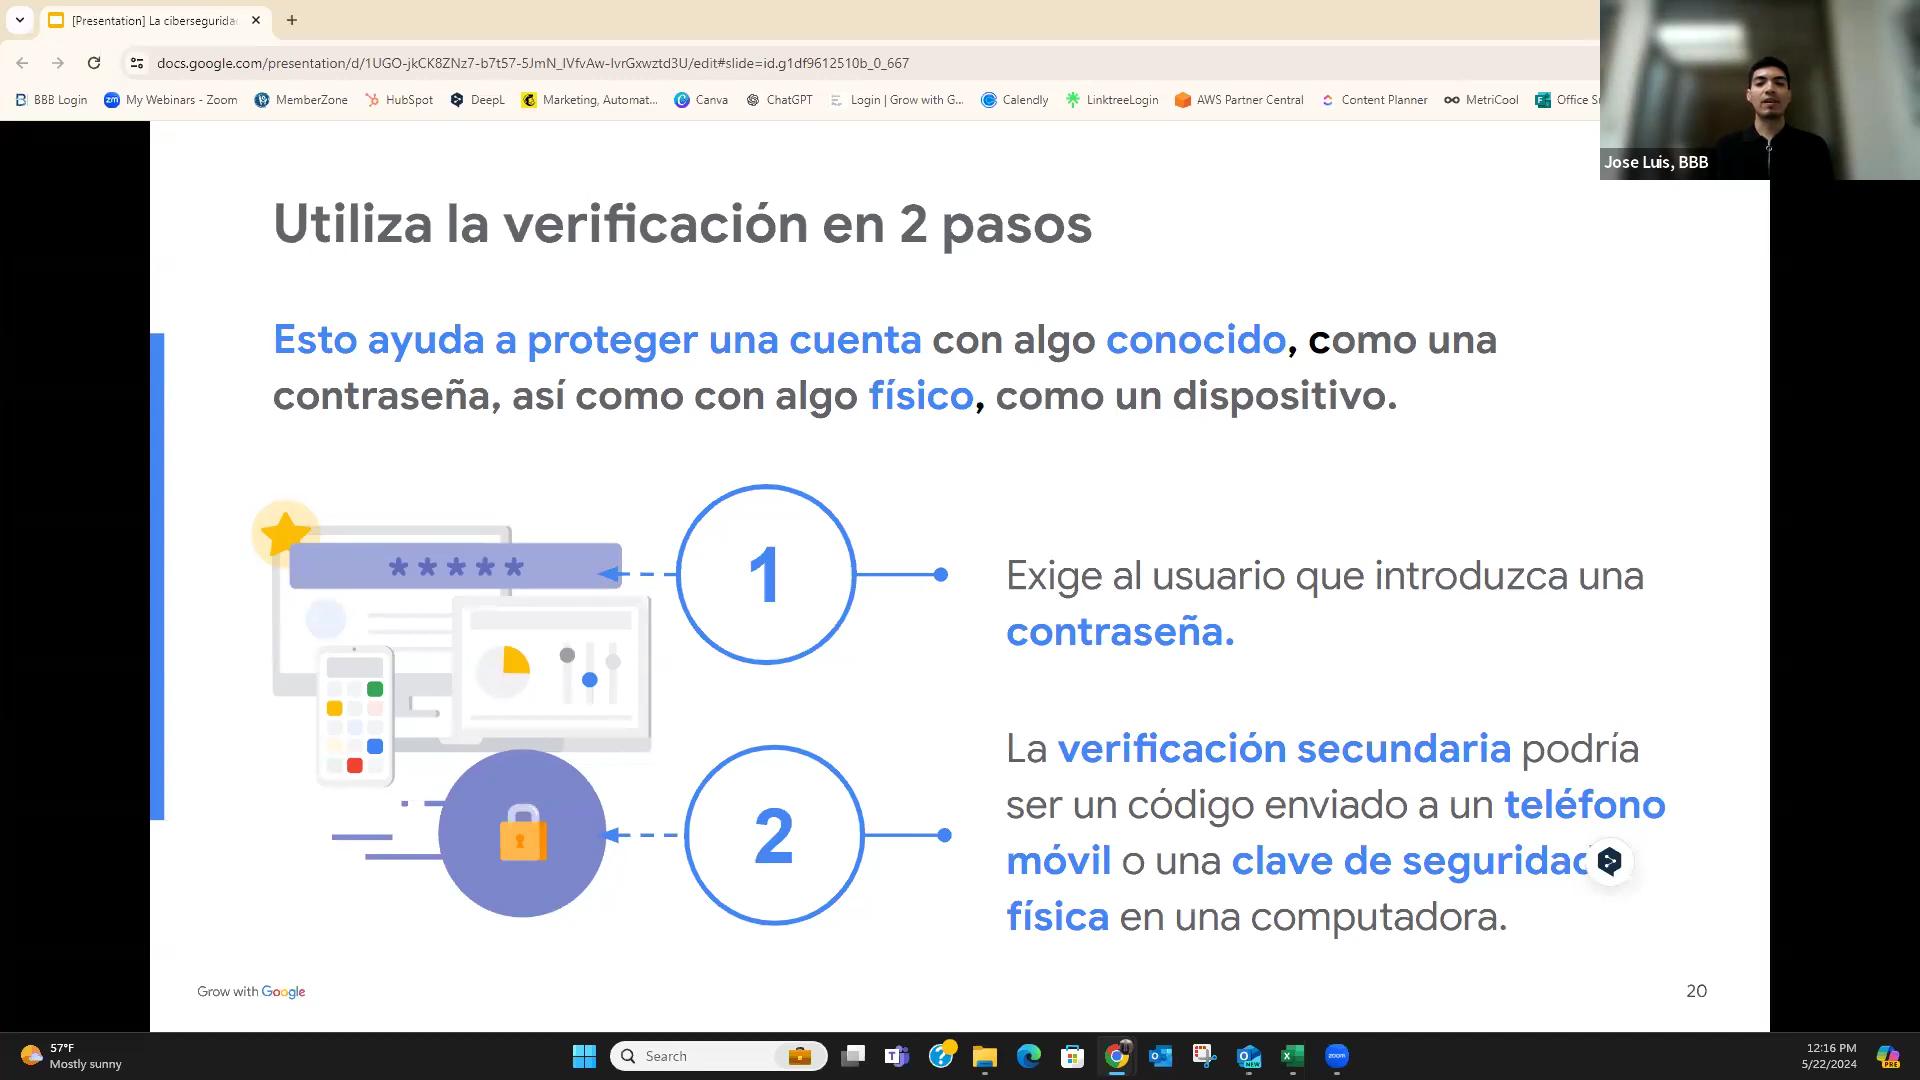 [Presentation] La ciberseguridad
docs.google.com/presentation/d/1UGO-jkCK8ZNz7-b7t57-5JmN_IVfvAw-IvrGxwztd3U/edit#slide=id.g1df9612510b_0_667
BBB Login My Webinars - Zoom MemberZone HubSpot DeepL Marketing, Automat... Canva ChatGPT Login | Grow with G... Calendly LinktreeLogin AWS Partner Central Content Planner MetriCool Office
Jose Luis, BBB
Utiliza la verificación en 2 pasos
Esto ayuda a proteger una cuenta con algo conocido, como una
contraseña, así como con algo físico, como un dispositivo.
*****
1
Exige al usuario que introduzca una
contraseña.
2
La verificación secundaria podría
ser un código enviado a un teléfono
móvil o una clave de seguridad
física en una computadora.
Grow with Google
20
57°F
Mostly sunny
Search
12:16 PM
5/22/2024